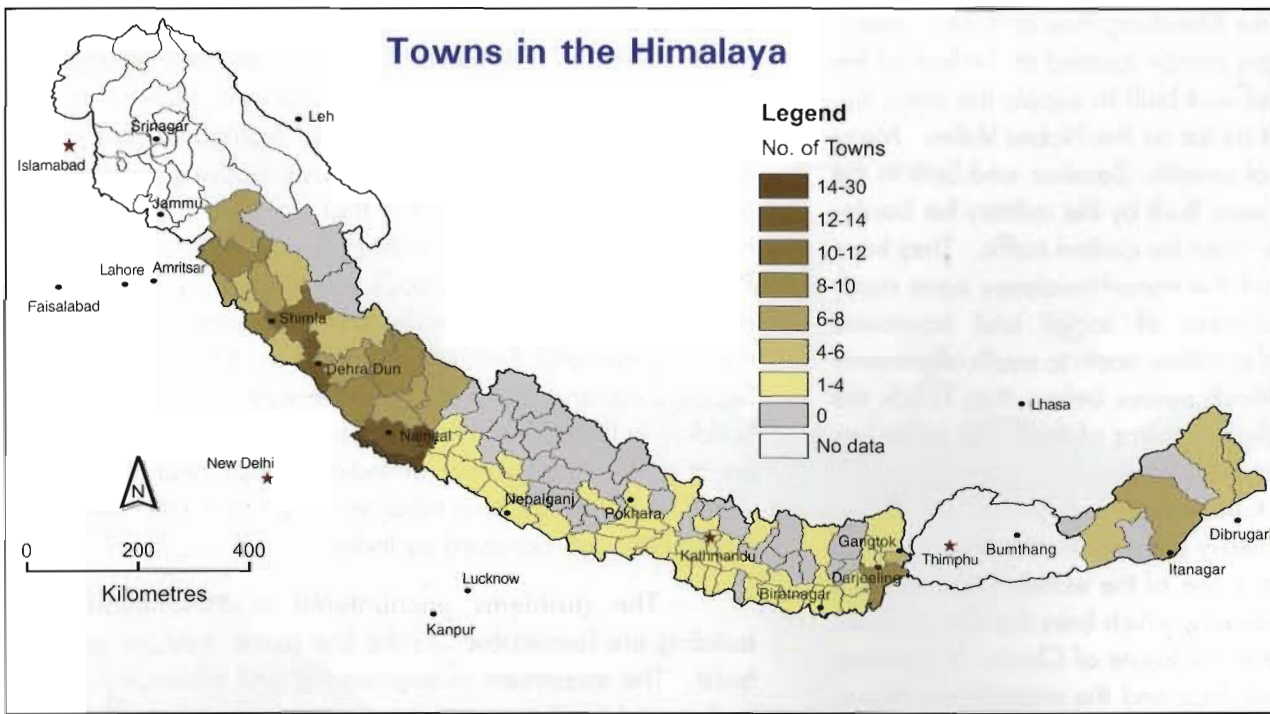 Towns in the Himalaya
Legend
No. of Towns
14-30
12-14
10-12
8-10
6-8
4-6
1-4
0
No data
Leh
Srinagar
Islamabad
Jammu
Lahore
Amritsar
Faisalabad
Shimla
Dehra Dun
Nainital
New Delhi
N
0 200 400
Kilometres
Nepalganj
Pokhara
Kathmandu
Lucknow
Kanpur
Biratnagar
Gangtok
Darjeeling
Lhasa
Thimphu
Bumthang
Dibrugarh
Itanagar